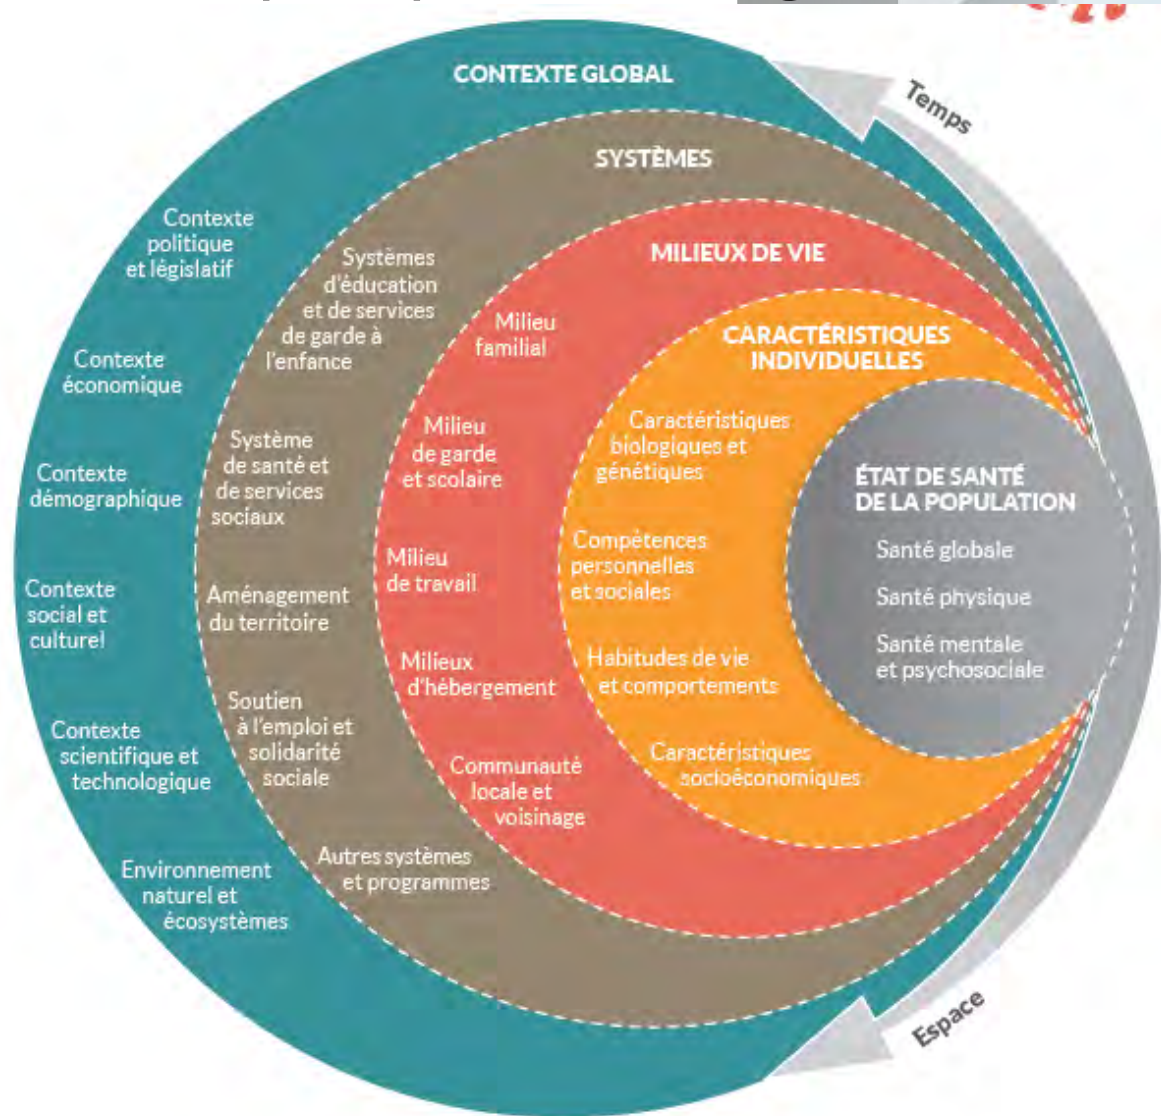 CONTEXTE GLOBAL
Temps
SYSTÈMES
MILIEUX DE VIE
CARACTÉRISTIQUES
INDIVIDUELLES
ÉTAT DE SANTÉ
DE LA POPULATION
Santé globale
Santé physique
Santé mentale
et psychosociale
Contexte
politique
et législatif
Contexte
économique
Contexte
démographique
Contexte
social et
culturel
Contexte
scientifique et
technologique
Environnement
naturel et
écosystèmes
Systèmes
d'éducation
et de services
de garde à
l'enfance
Système
de santé et
de services
sociaux
Aménagement
du territoire
Soutien
à l'emploi et
solidarité
sociale
Autres systèmes
et programmes
Milieu
familial
Milieu
de garde
et scolaire
Milieu
de travail
Milieux
d'hébergement
Communauté
locale et
voisinage
Caractéristiques
biologiques et
génétiques
Compétences
personnelles
et sociales
Habitudes de vie
et comportements
Caractéristiques
socioéconomiques
Espace